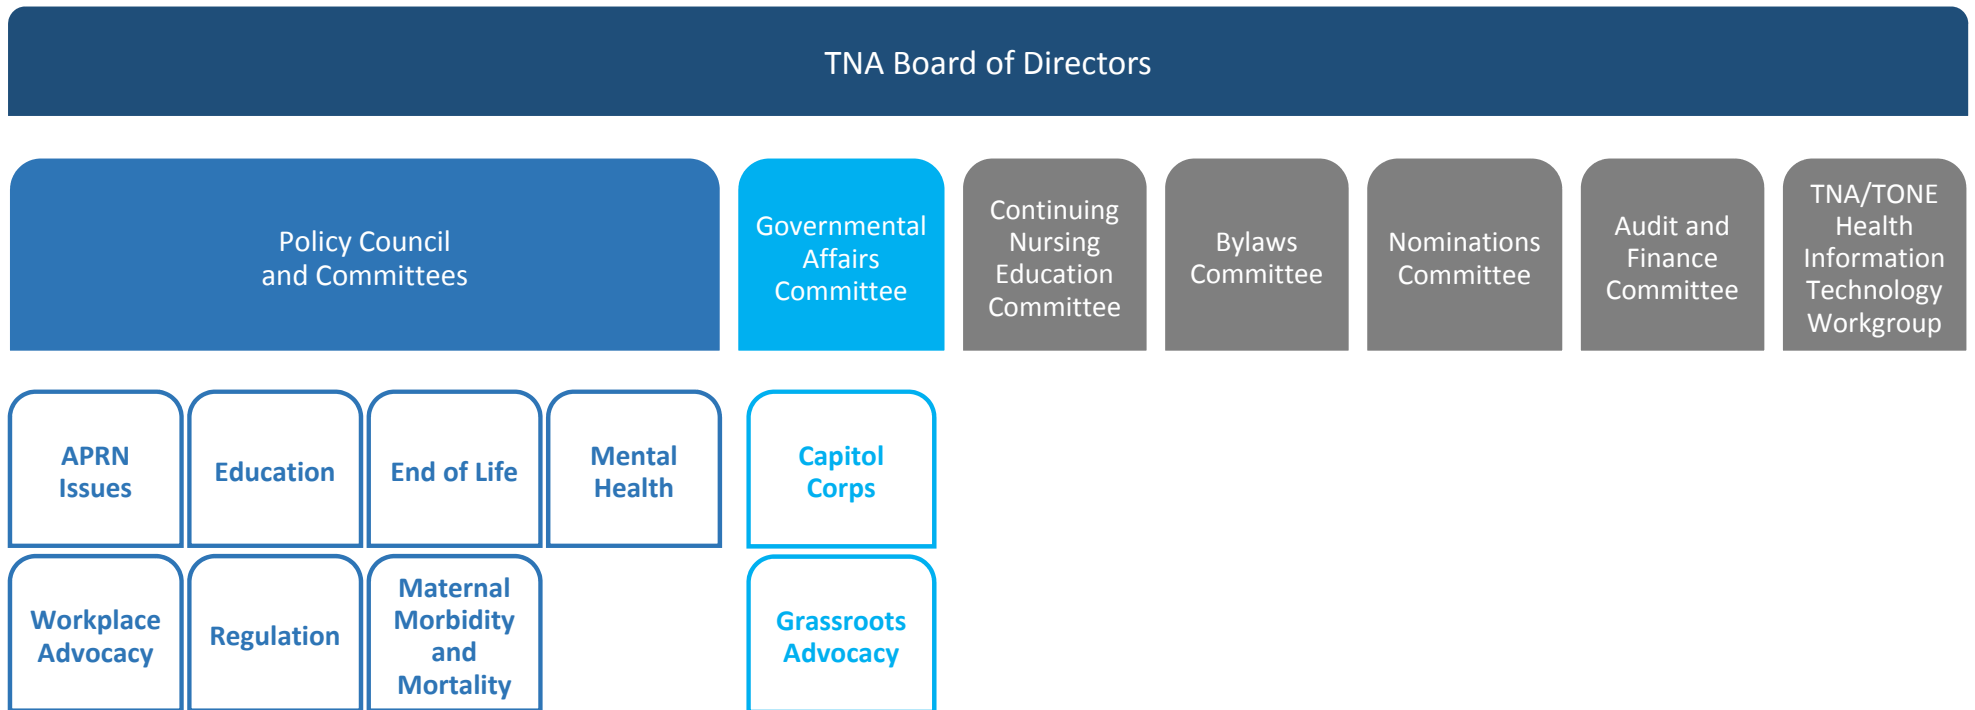 TNA Board of Directors
Policy Council
and Committees
Governmental
Affairs
Committee
Continuing
Nursing
Education
Committee
Bylaws
Committee
Nominations
Committee
Audit and
Finance
Committee
TNA/TONE
Health
Information
Technology
Workgroup
APRN
Issues
Education
End of Life
Mental
Health
Capitol
Corps
Workplace
Advocacy
Regulation
Maternal
Morbidity
and
Mortality
Grassroots
Advocacy